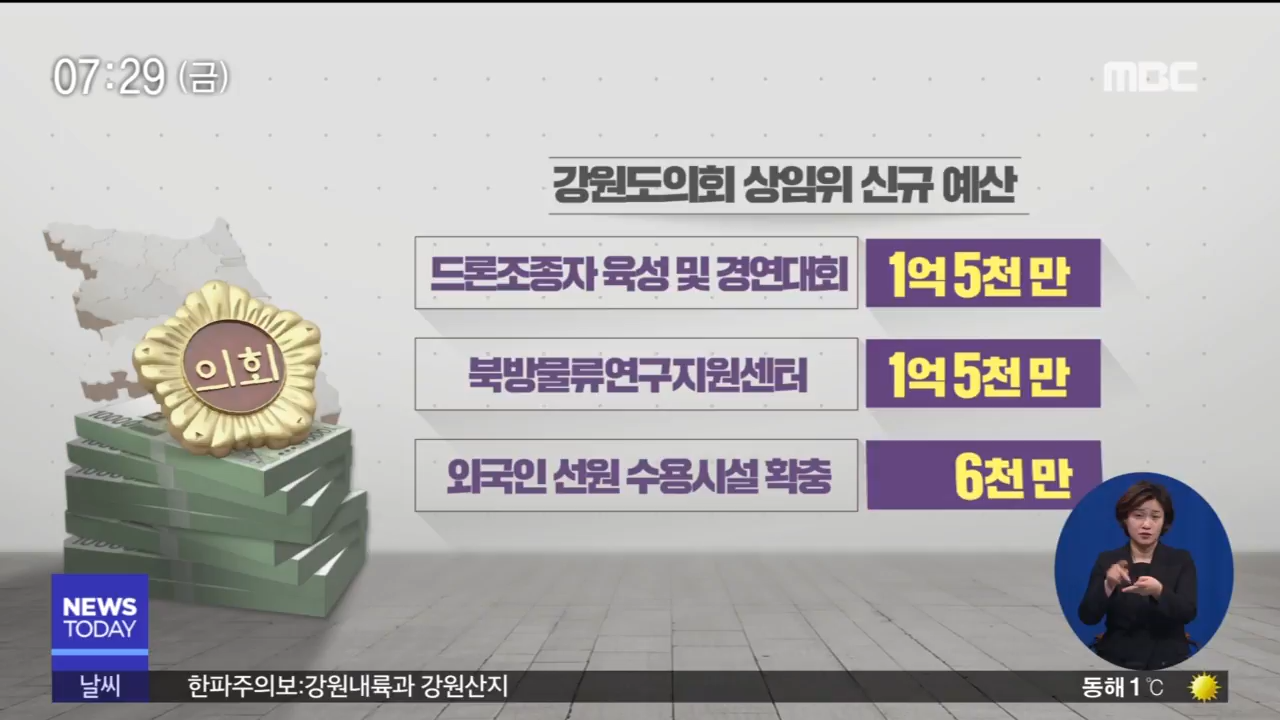 07:29 (금)
MBC
강원도의회 상임위 신규 예산
드론조종자 육성 및 경연대회 1억 5천 만
북방물류연구지원센터 1억 5천 만
외국인 선원 수용시설 확충 6천 만
의회
10000
NEWS
TODAY
날씨 한파주의보:강원내륙과 강원산지 동해 1℃